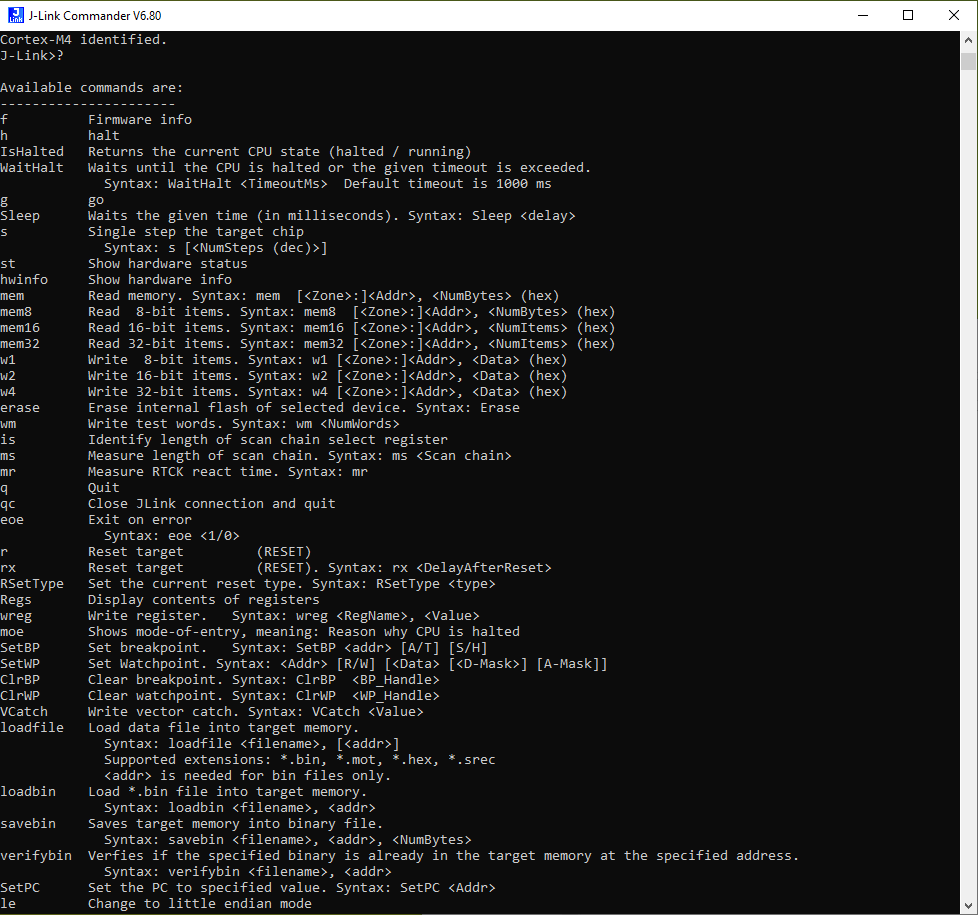 J-Link Commander V6.80
Cortex-M4 identified.
J-Link>?
Available commands are:
----------------------
f          Firmware info
h          halt
IsHalted   Returns the current CPU state (halted / running)
WaitHalt   Waits until the CPU is halted or the given timeout is exceeded.
             Syntax: WaitHalt <TimeoutMs>  Default timeout is 1000 ms
g          go
Sleep      Waits the given time (in milliseconds). Syntax: Sleep <delay>
s          Single step the target chip
             Syntax: s [<NumSteps (dec)>]
st         Show hardware status
hwinfo     Show hardware info
mem        Read memory. Syntax: mem  [<Zone>:]<Addr>, <NumBytes> (hex)
mem8       Read  8-bit items. Syntax: mem8  [<Zone>:]<Addr>, <NumBytes> (hex)
mem16      Read 16-bit items. Syntax: mem16 [<Zone>:]<Addr>, <NumItems> (hex)
mem32      Read 32-bit items. Syntax: mem32 [<Zone>:]<Addr>, <NumItems> (hex)
w1         Write  8-bit items. Syntax: w1 [<Zone>:]<Addr>, <Data> (hex)
w2         Write 16-bit items. Syntax: w2 [<Zone>:]<Addr>, <Data> (hex)
w4         Write 32-bit items. Syntax: w4 [<Zone>:]<Addr>, <Data> (hex)
erase      Erase internal flash of selected device. Syntax: Erase
wm         Write test words. Syntax: wm <NumWords>
is         Identify length of scan chain select register
ms         Measure length of scan chain. Syntax: ms <Scan chain>
mr         Measure RTCK react time. Syntax: mr
q          Quit
qc         Close JLink connection and quit
eoe        Exit on error
             Syntax: eoe <1/0>
r          Reset target         (RESET)
rx         Reset target         (RESET). Syntax: rx <DelayAfterReset>
RSetType   Set the current reset type. Syntax: RSetType <type>
Regs       Display contents of registers
wreg       Write register.   Syntax: wreg <RegName>, <Value>
moe        Shows mode-of-entry, meaning: Reason why CPU is halted
SetBP      Set breakpoint.   Syntax: SetBP <addr> [A/T] [S/H]
SetWP      Set Watchpoint. Syntax: <Addr> [R/W] [<Data> [<D-Mask>] [A-Mask]]
ClrBP      Clear breakpoint. Syntax: ClrBP  <BP_Handle>
ClrWP      Clear watchpoint. Syntax: ClrWP  <WP_Handle>
VCatch     Write vector catch. Syntax: VCatch <Value>
loadfile   Load data file into target memory.
             Syntax: loadfile <filename>, [<addr>]
             Supported extensions: *.bin, *.mot, *.hex, *.srec
             <addr> is needed for bin files only.
loadbin    Load *.bin file into target memory.
             Syntax: loadbin <filename>, <addr>
savebin    Saves target memory into binary file.
             Syntax: savebin <filename>, <addr>, <NumBytes>
verifybin  Verfies if the specified binary is already in the target memory at the specified address.
             Syntax: verifybin <filename>, <addr>
SetPC      Set the PC to specified value. Syntax: SetPC <Addr>
le         Change to little endian mode